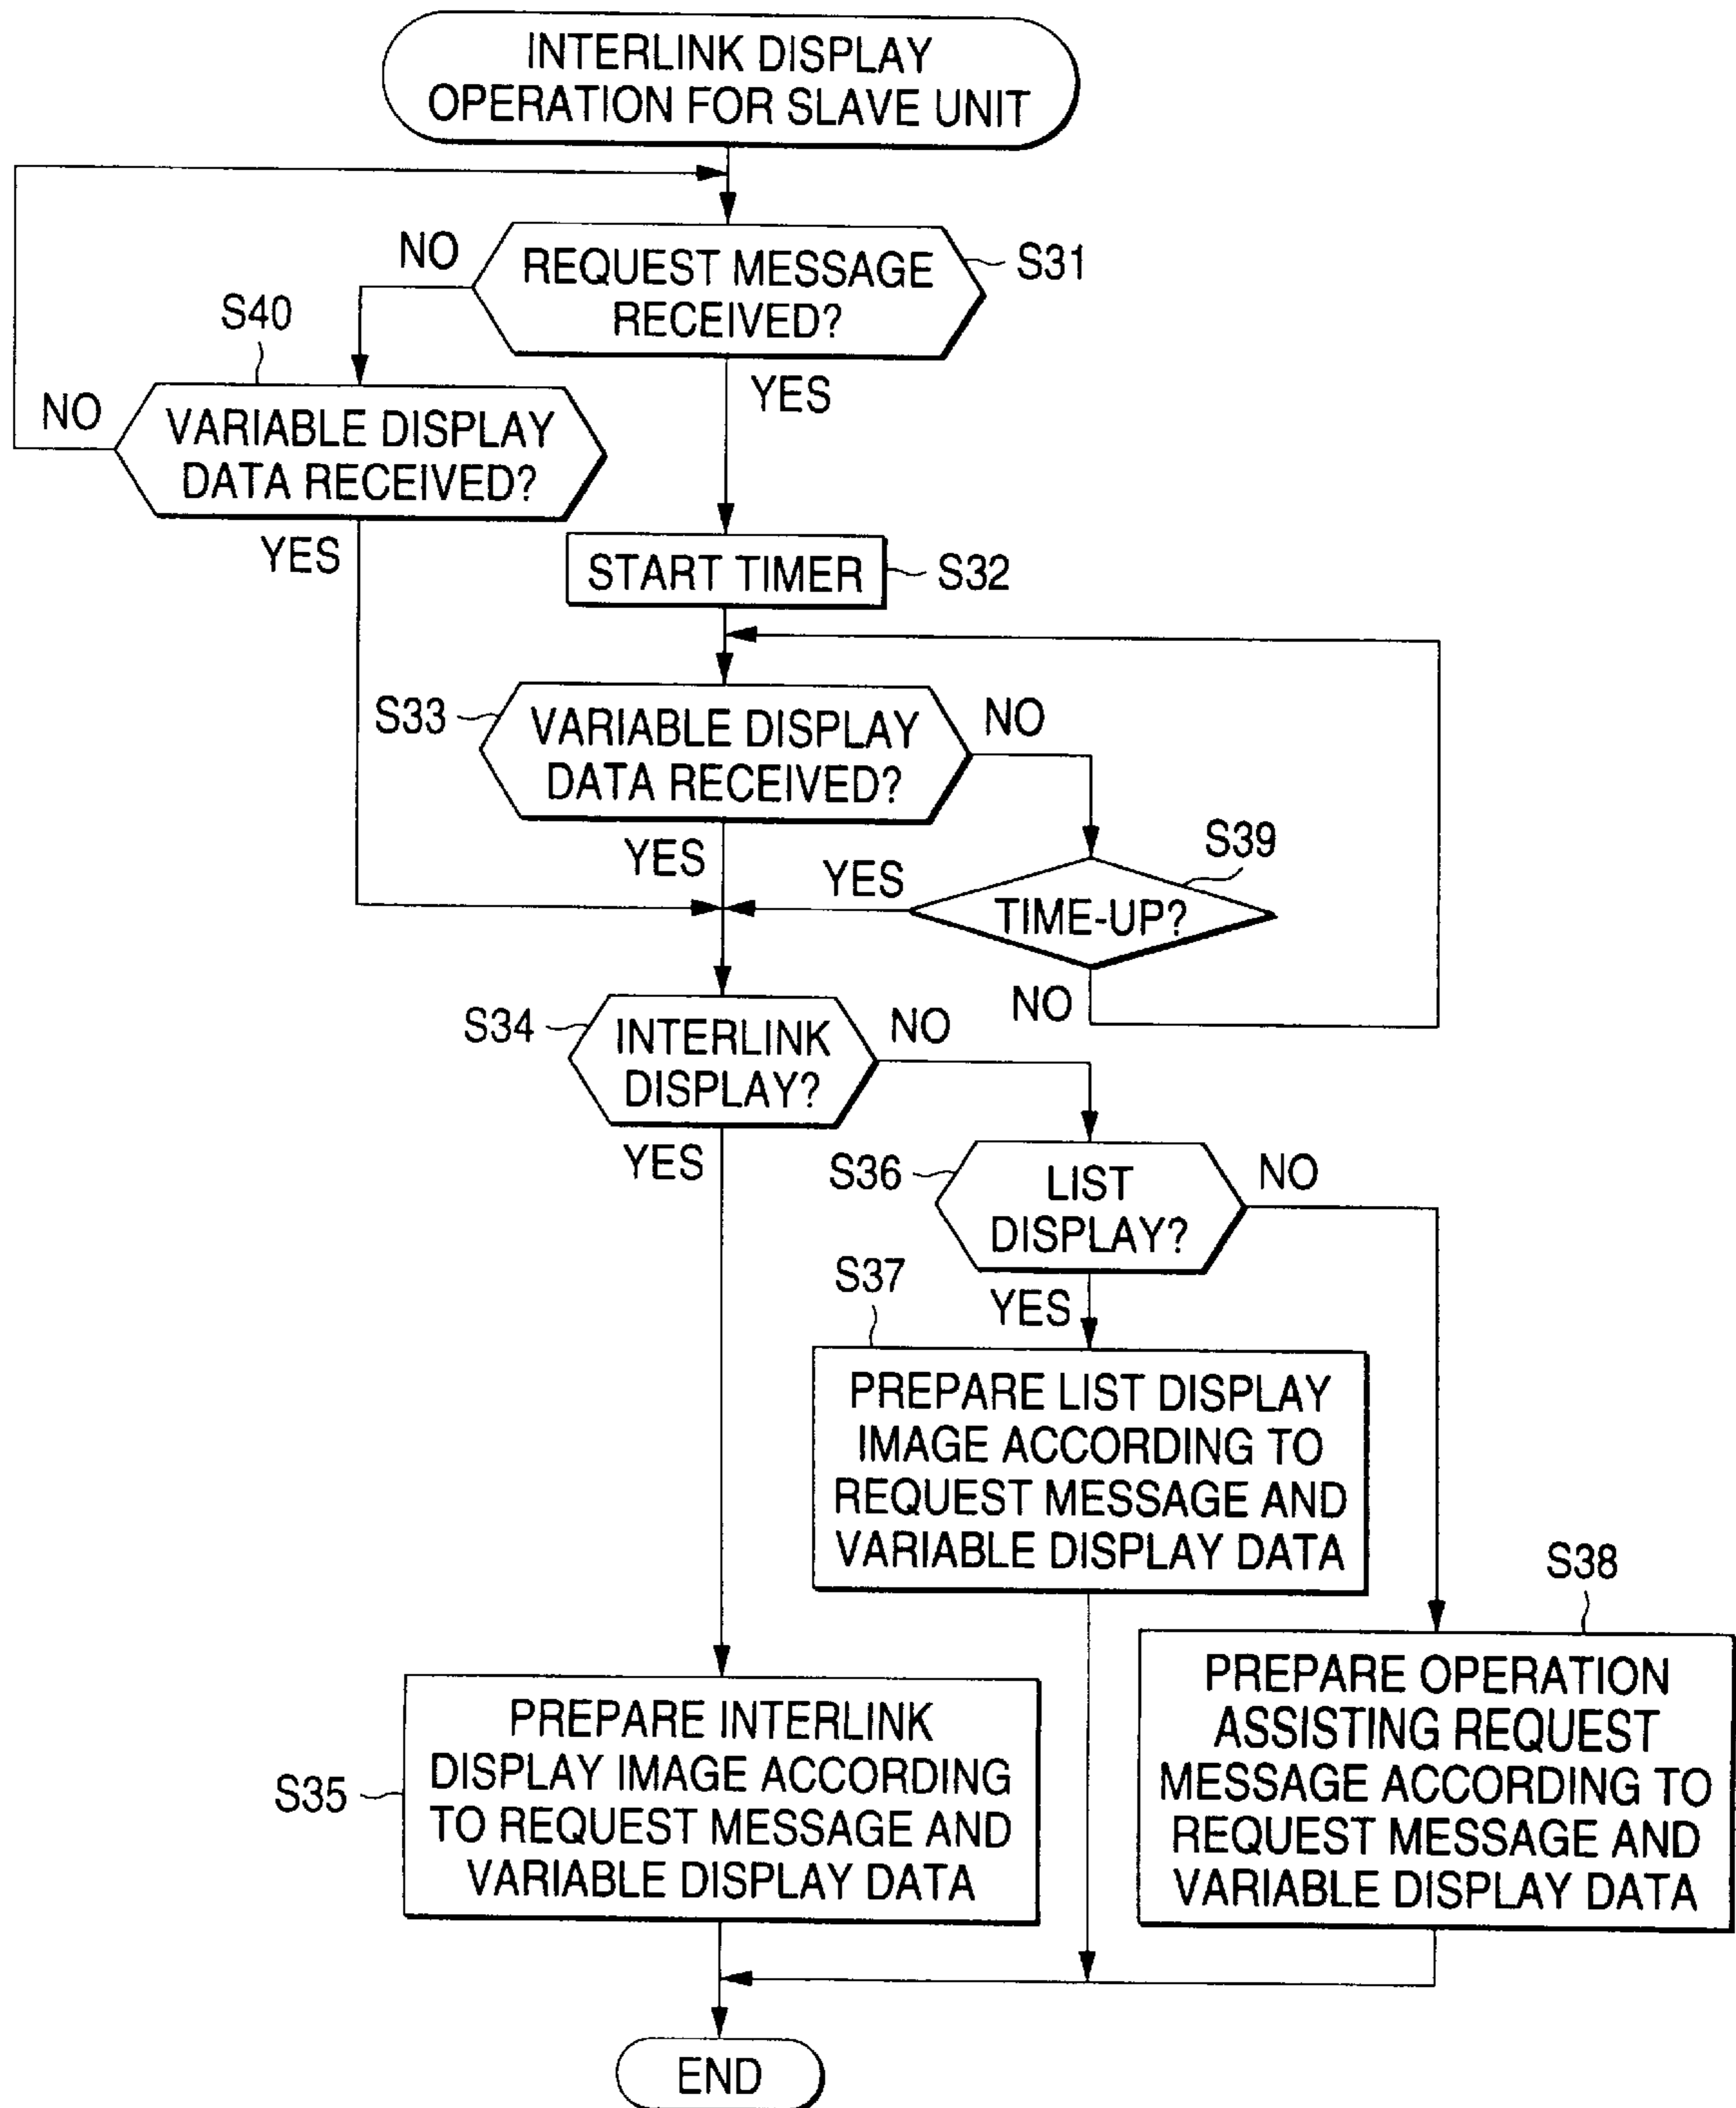 INTERLINK DISPLAY
OPERATION FOR SLAVE UNIT
NO
REQUEST MESSAGE
RECEIVED?
S31
S40
YES
NO
VARIABLE DISPLAY
DATA RECEIVED?
YES
START TIMER
S32
S33
VARIABLE DISPLAY
DATA RECEIVED?
NO
YES
YES
S39
TIME-UP?
NO
S34
INTERLINK
DISPLAY?
NO
YES
S36
LIST
DISPLAY?
NO
S37
YES
PREPARE LIST DISPLAY
IMAGE ACCORDING TO
REQUEST MESSAGE AND
VARIABLE DISPLAY DATA
S38
PREPARE OPERATION
ASSISTING REQUEST
MESSAGE ACCORDING TO
REQUEST MESSAGE AND
VARIABLE DISPLAY DATA
S35
PREPARE INTERLINK
DISPLAY IMAGE ACCORDING
TO REQUEST MESSAGE AND
VARIABLE DISPLAY DATA
END